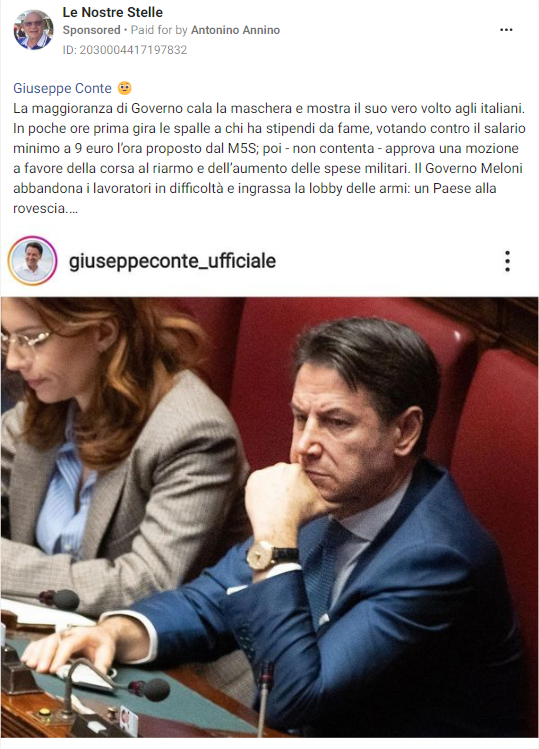 Le Nostre Stelle
Sponsored • Paid for by Antonino Annino
ID: 2030004417197832
Giuseppe Conte 😕
La maggioranza di Governo cala la maschera e mostra il suo vero volto agli italiani.
In poche ore prima gira le spalle a chi ha stipendi da fame, votando contro il salario
minimo a 9 euro l’ora proposto dal M5S; poi - non contenta - approva una mozione
a favore della corsa al riarmo e dell’aumento delle spese militari. Il Governo Meloni
abbandona i lavoratori in difficoltà e ingrassa la lobby delle armi: un Paese alla
rovescia....
giuseppeconte_ufficiale